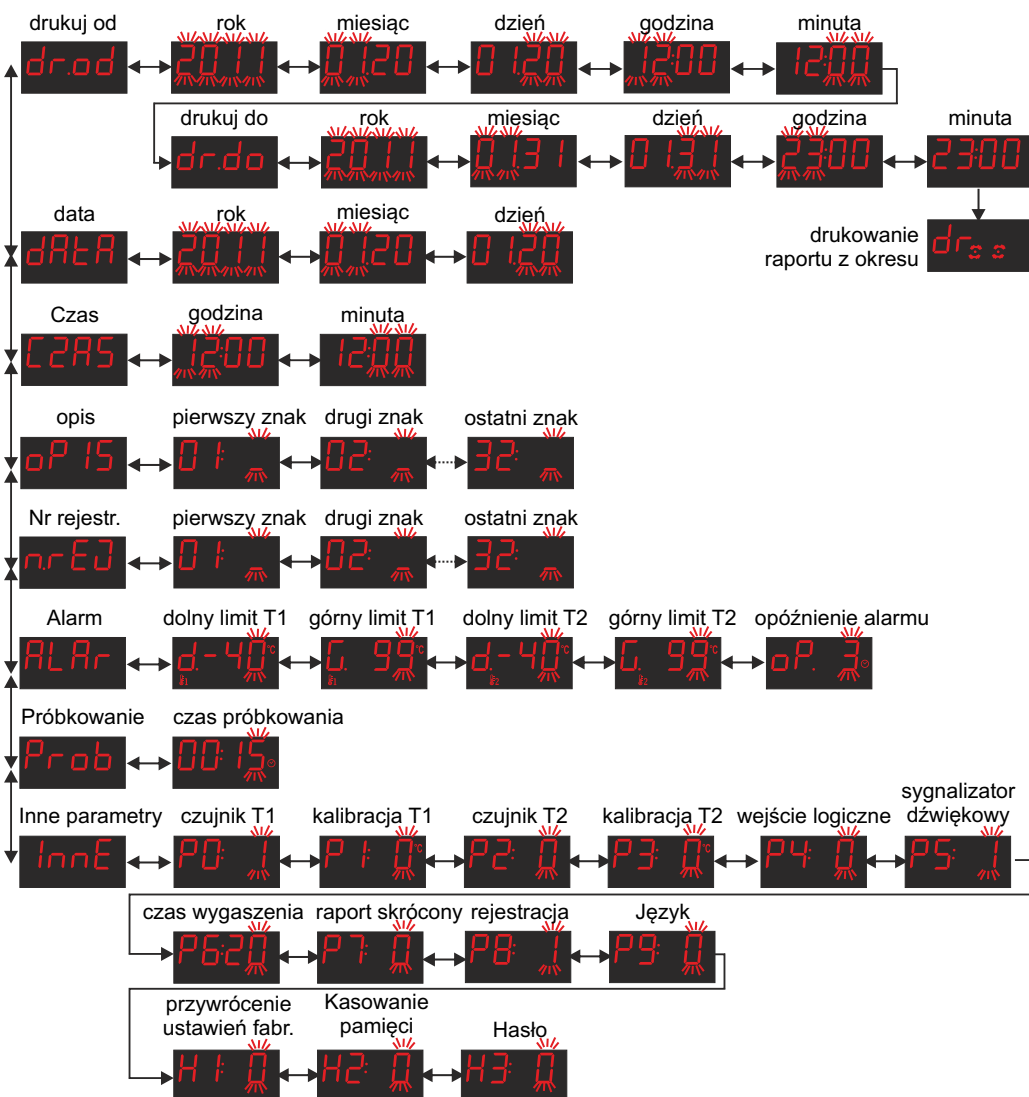 drukuj od rok miesiąc dzień godzina minuta
dr.od 2011 01.20 01.20 12:00 12:00
drukuj do rok miesiąc dzień godzina minuta
dr.do 2011 01.31 01.31 23:00 23:00
data rok miesiąc dzień
dAtA 2011 01.20 01.20
drukowanie
raportu z okresu
dr
Czas godzina minuta
CZAS 12:00 12:00
opis pierwszy znak drugi znak ostatni znak
oPIS 01: _ 02: _ 32: _
Nr rejestr. pierwszy znak drugi znak ostatni znak
n.rEJ 01: _ 02: _ 32: _
Alarm dolny limit T1 górny limit T1 dolny limit T2 górny limit T2 opóźnienie alarmu
ALAr d.-40°C G. 99°C d.-40°C G. 99°C oP. 3
Próbkowanie czas próbkowania
Prob 00:15
Inne parametry czujnik T1 kalibracja T1 czujnik T2 kalibracja T2 wejście logiczne sygnalizator
dźwiękowy
InnE P0: 1 P1: 0°C P2: 0 P3: 0°C P4: 0 P5: 1
czas wygaszenia raport skrócony rejestracja Język
P6:20 P7: 0 P8: 1 P9: 0
przywrócenie
ustawień fabr.
Kasowanie
pamięci
Hasło
H1: 0 H2: 0 H3: 0